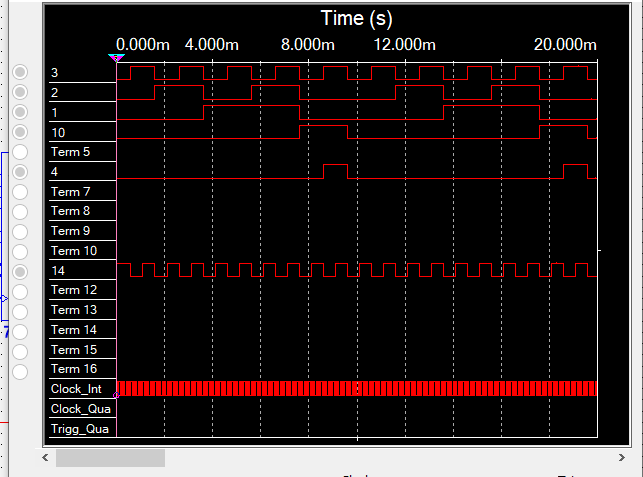 Time (s)
0.000m 4.000m 8.000m 12.000m 20.000m
3
2
1
10
Term 5
4
Term 7
Term 8
Term 9
Term 10
14
Term 12
Term 13
Term 14
Term 15
Term 16
Clock_Int
Clock_Qua
Trigg_Qua
7